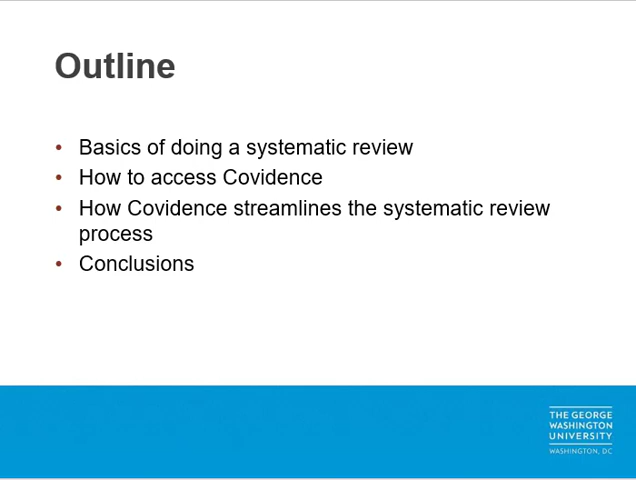 Outline
• Basics of doing a systematic review
• How to access Covidence
• How Covidence streamlines the systematic review
process
• Conclusions
THE GEORGE
WASHINGTON
UNIVERSITY
WASHINGTON, DC